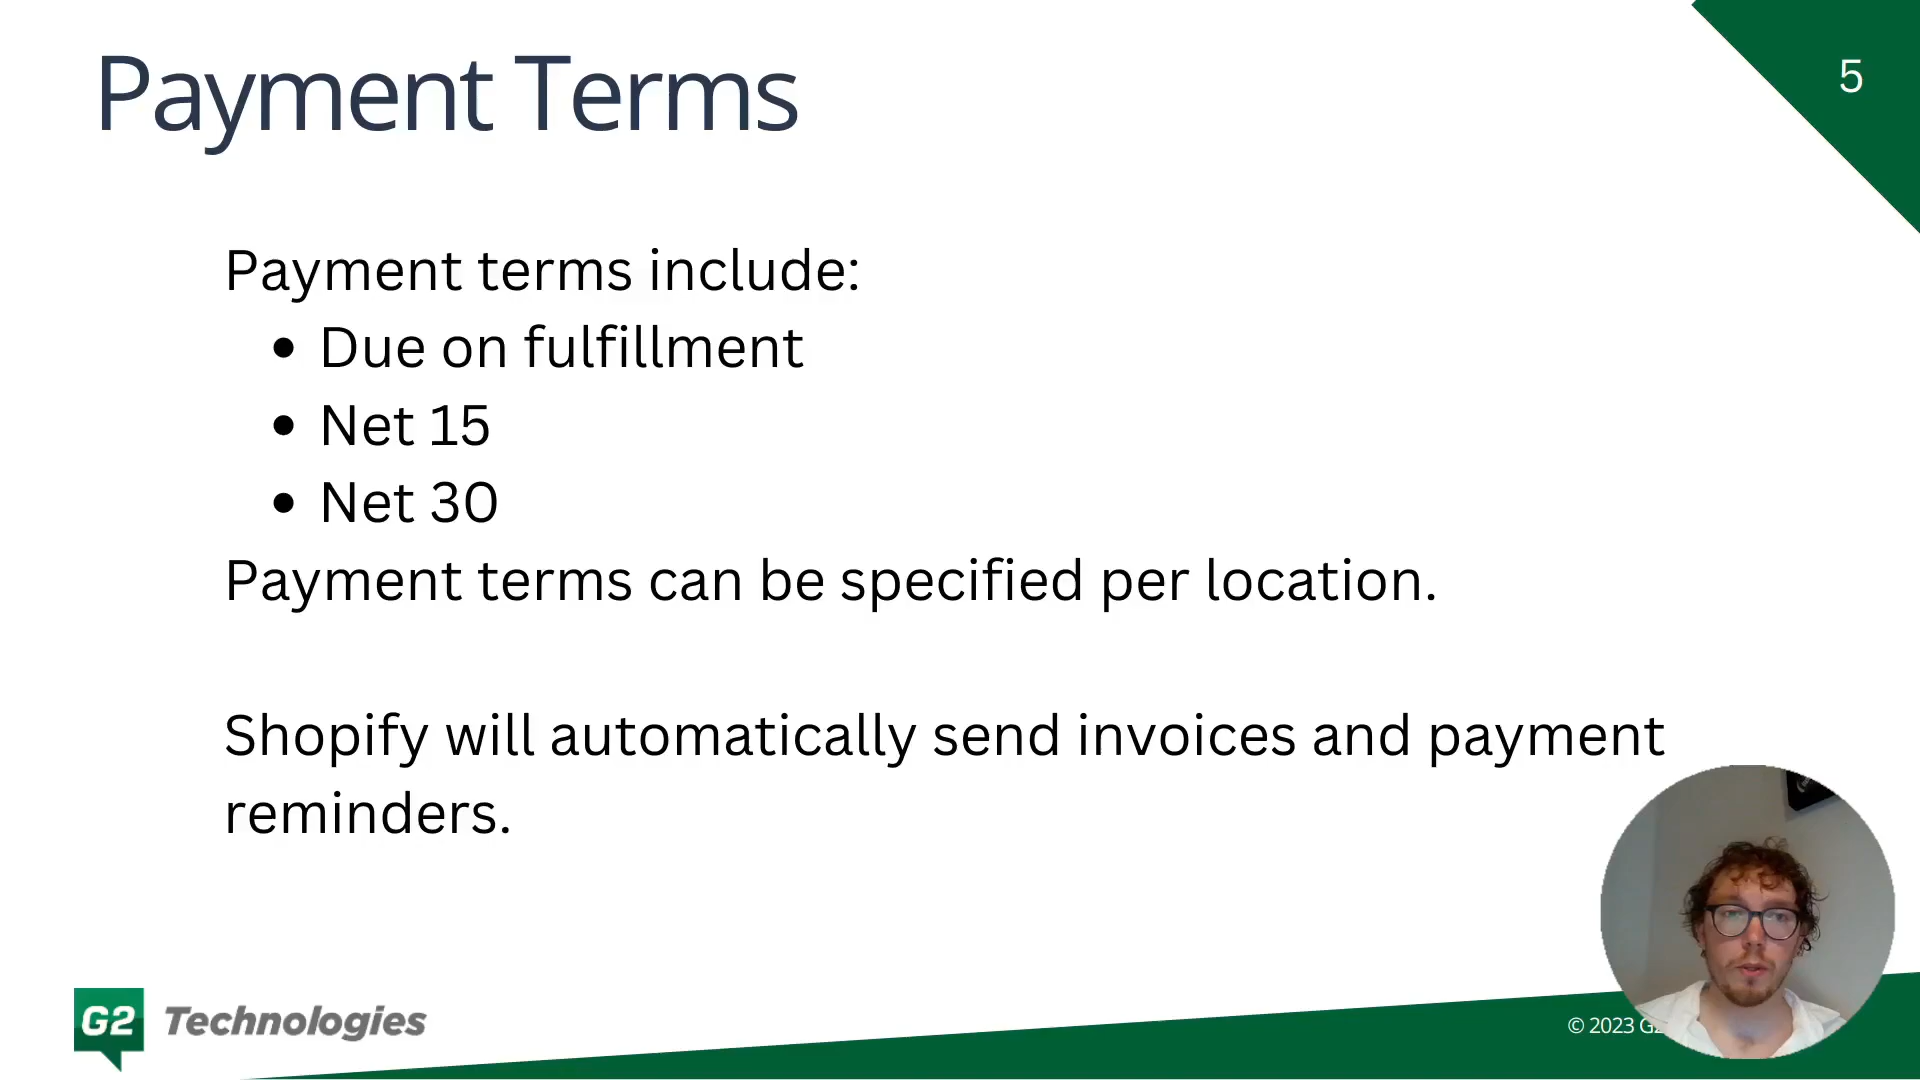 Payment Terms
5
Payment terms include:
• Due on fulfillment
• Net 15
• Net 30
Payment terms can be specified per location.
Shopify will automatically send invoices and payment
reminders.
G2 Technologies
© 2023